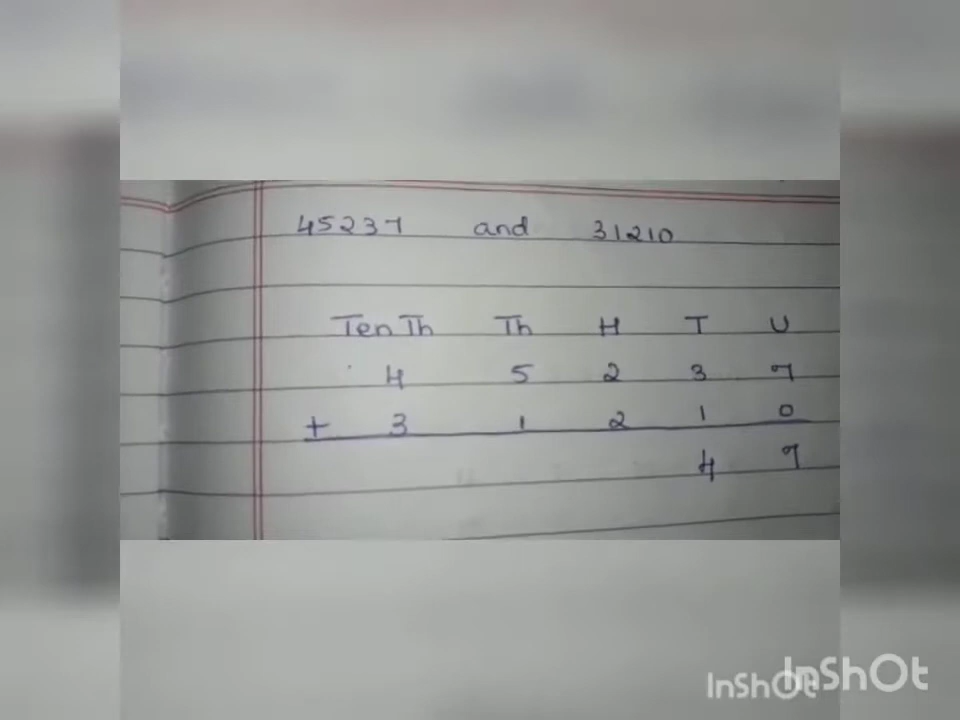 45237 and 31210
Ten Th Th H T U
4 5 2 3 7
+ 3 1 2 1 0
4 7
InShOt InShOt